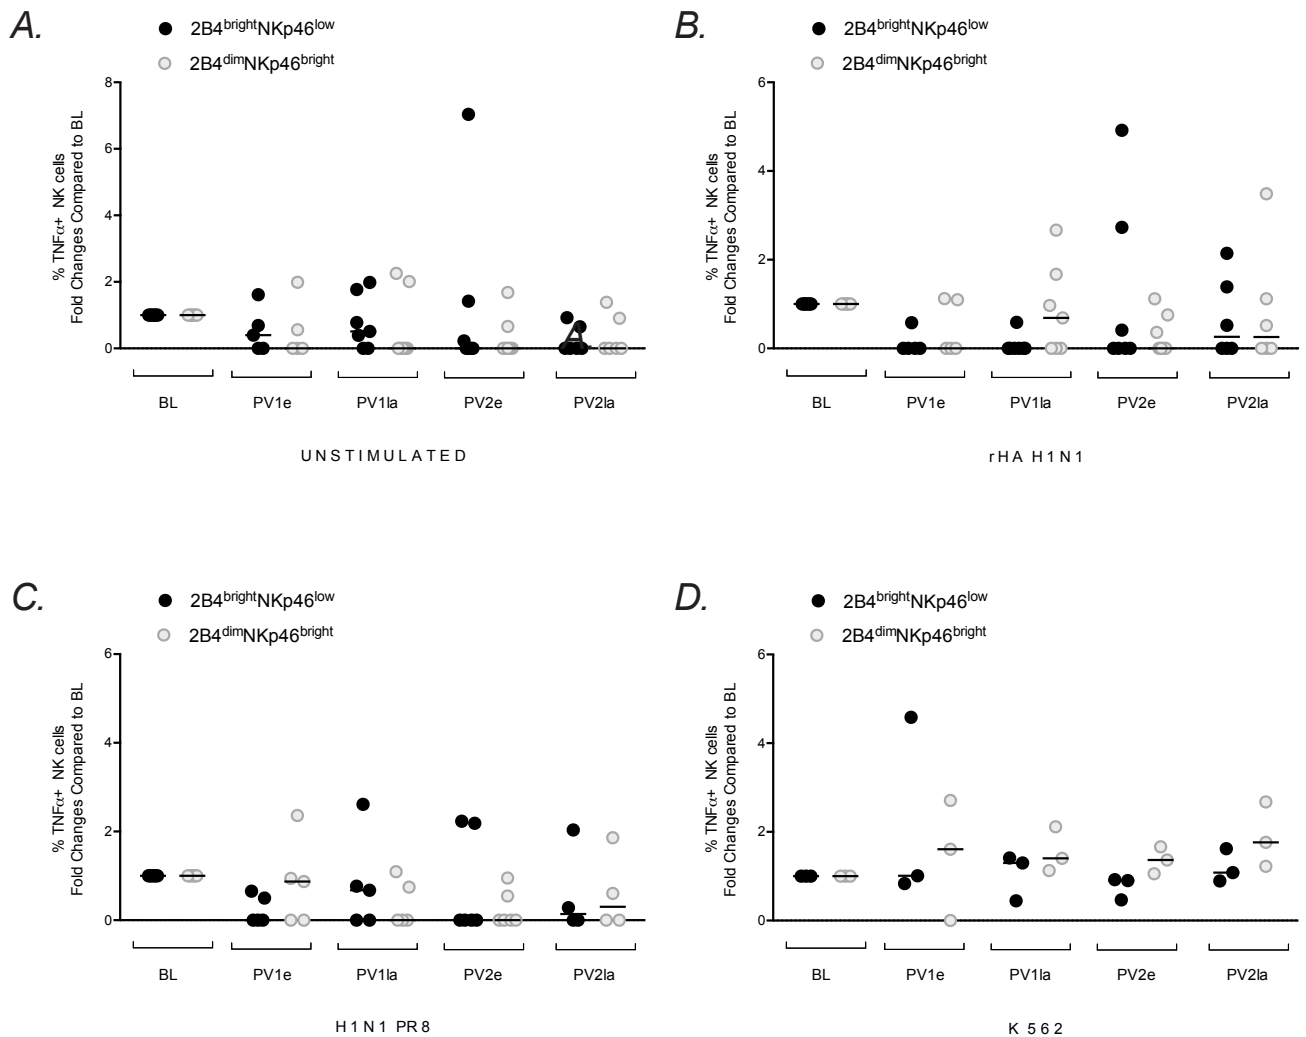 A.
2B4brightNKp46low
2B4dimNKp46bright
% TNFα+ NK cells
Fold Changes Compared to BL
8
6
4
2
0
BL PV1e PV1la PV2e PV2la
UNSTIMULATED
B.
2B4brightNKp46low
2B4dimNKp46bright
% TNFα+ NK cells
Fold Changes Compared to BL
6
4
2
0
BL PV1e PV1la PV2e PV2la
rHA H1N1
C.
2B4brightNKp46low
2B4dimNKp46bright
% TNFα+ NK cells
Fold Changes Compared to BL
6
4
2
0
BL PV1e PV1la PV2e PV2la
H1N1 PR8
D.
2B4brightNKp46low
2B4dimNKp46bright
% TNFα+ NK cells
Fold Changes Compared to BL
6
4
2
0
BL PV1e PV1la PV2e PV2la
K 562